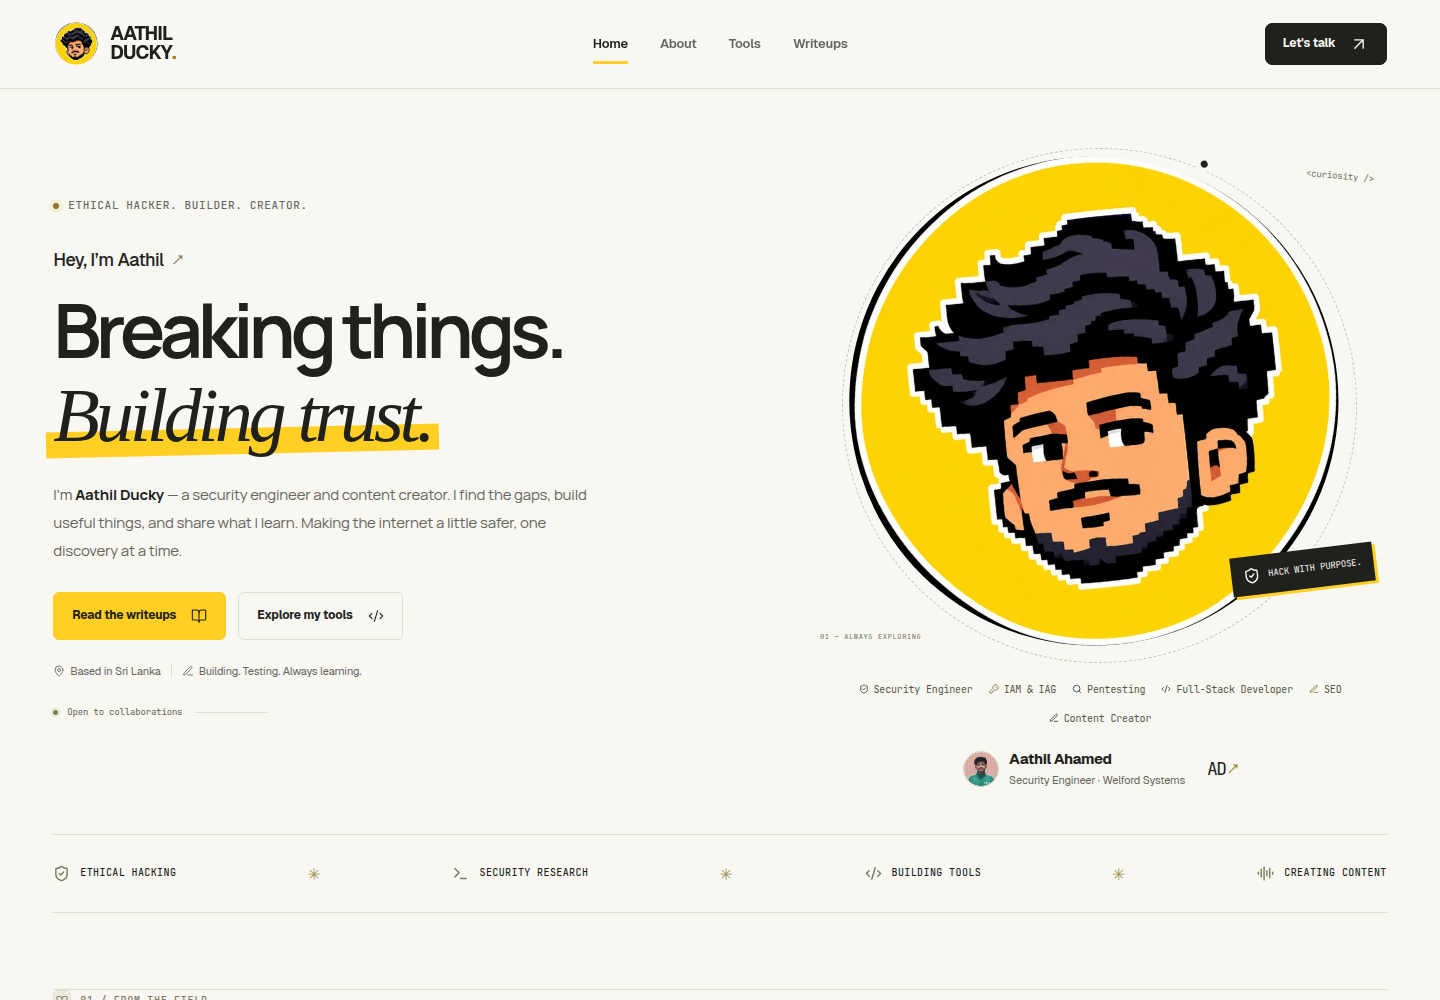 AATHIL
DUCKY.
Home About Tools Writeups
Let's talk
ETHICAL HACKER. BUILDER. CREATOR.
Hey, I'm Aathil ↗
Breaking things.
Building trust.
I'm Aathil Ducky — a security engineer and content creator. I find the gaps, build
useful things, and share what I learn. Making the internet a little safer, one
discovery at a time.
Read the writeups
Explore my tools
Based in Sri Lanka
Building. Testing. Always learning.
Open to collaborations
<curiosity />
HACK WITH PURPOSE.
01 — ALWAYS EXPLORING
Security Engineer IAM & IAG Pentesting Full-Stack Developer SEO
Content Creator
Aathil Ahamed
Security Engineer · Welford Systems
AD↗
ETHICAL HACKING
SECURITY RESEARCH
BUILDING TOOLS
CREATING CONTENT
01 / FROM THE FIELD